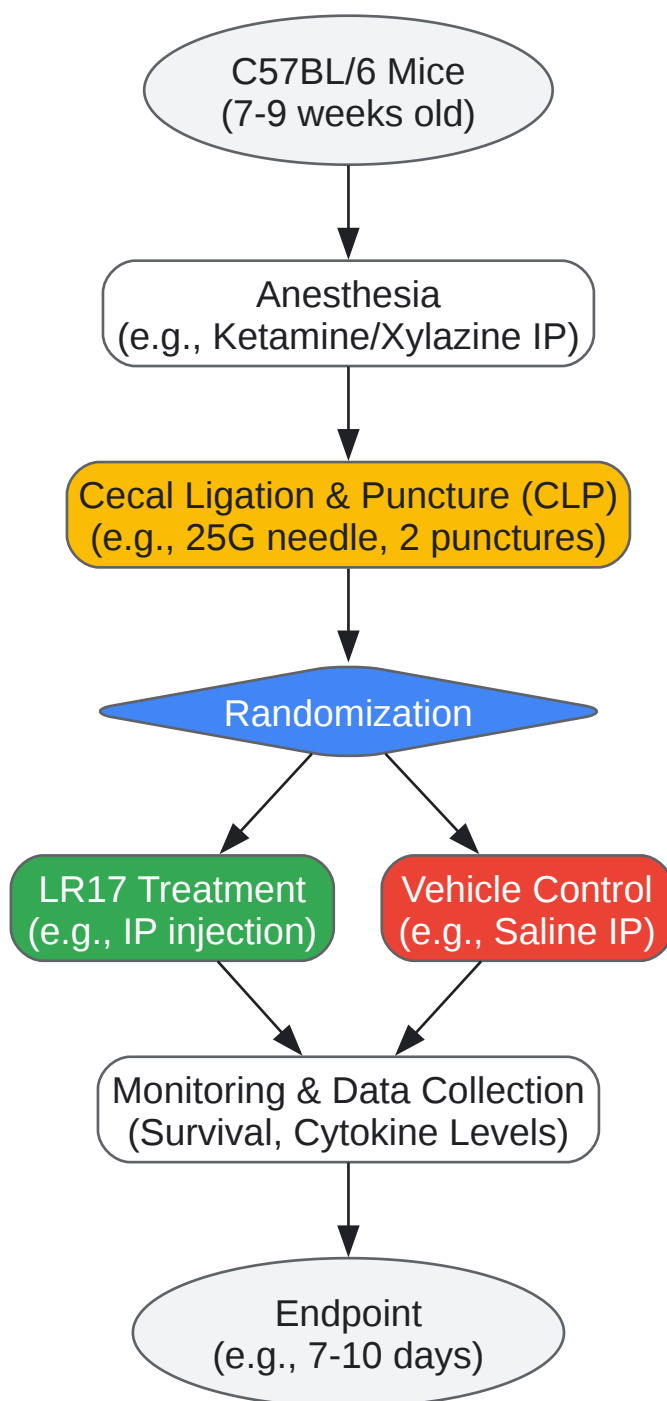 C57BL/6 Mice
(7-9 weeks old)
Anesthesia
(e.g., Ketamine/Xylazine IP)
Cecal Ligation & Puncture (CLP)
(e.g., 25G needle, 2 punctures)
Randomization
LR17 Treatment
(e.g., IP injection)
Vehicle Control
(e.g., Saline IP)
Monitoring & Data Collection
(Survival, Cytokine Levels)
Endpoint
(e.g., 7-10 days)